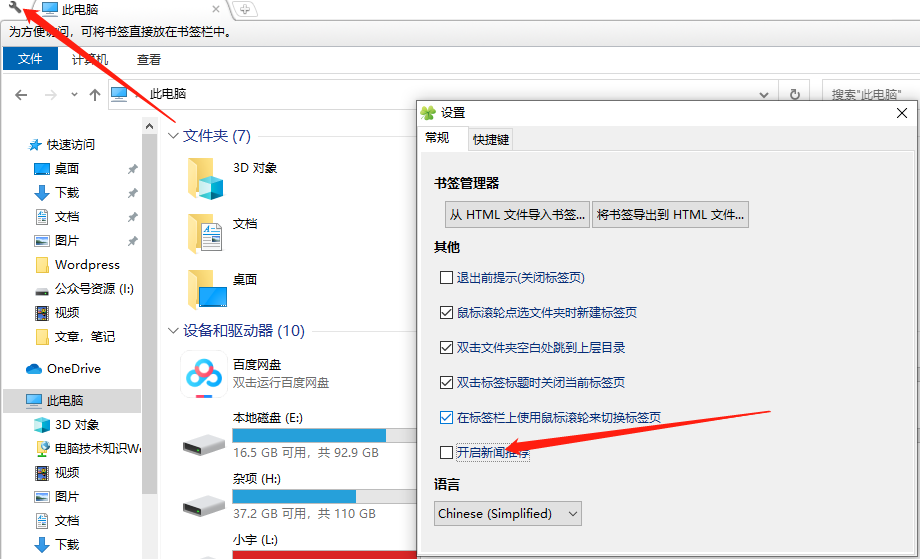 此电脑
为方便访问，可将书签直接放在书签栏中。
文件 计算机 查看
此电脑
搜索"此电脑"
快速访问
桌面
下载
文档
图片
Wordpress
公众号资源 (I:)
视频
文章，笔记
OneDrive
此电脑
3D 对象
电脑技术知识W
视频
图片
文档
下载
文件夹 (7)
3D 对象
文档
桌面
设备和驱动器 (10)
百度网盘
双击运行百度网盘
本地磁盘 (E:)
16.5 GB 可用，共 92.9 GB
杂项 (H:)
37.2 GB 可用，共 110 GB
小宇 (L:)
设置
常规 快捷键
书签管理器
从 HTML 文件导入书签... 将书签导出到 HTML 文件...
其他
退出前提示(关闭标签页)
鼠标滚轮点选文件夹时新建标签页
双击文件夹空白处跳到上层目录
双击标签标题时关闭当前标签页
在标签栏上使用鼠标滚轮来切换标签页
开启新闻推荐
语言
Chinese (Simplified)